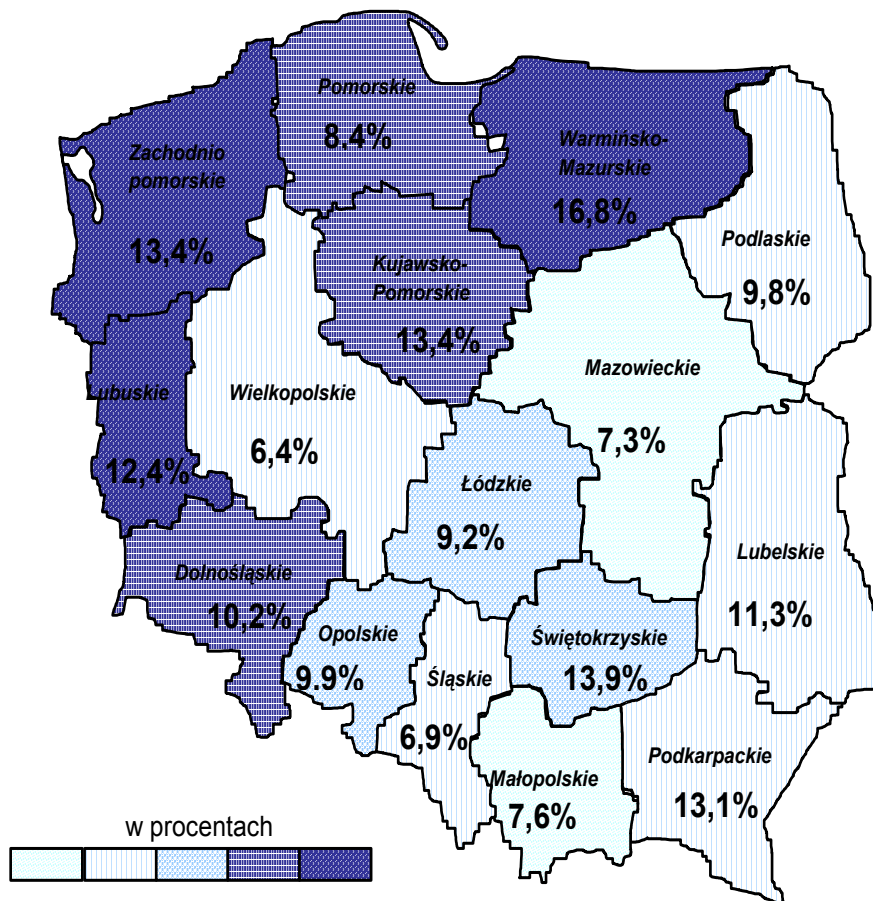 Pomorskie
8.4%
Zachodnio
pomorskie
13,4%
Warmińsko-
Mazurskie
16,8%
Podlaskie
9,8%
Kujawsko-
Pomorskie
13,4%
Mazowieckie
7,3%
Lubuskie
12,4%
Wielkopolskie
6,4%
Łódzkie
9,2%
Lubelskie
11,3%
Dolnośląskie
10,2%
Opolskie
9.9%
Śląskie
6,9%
Świętokrzyskie
13,9%
Małopolskie
7,6%
Podkarpackie
13,1%
w procentach